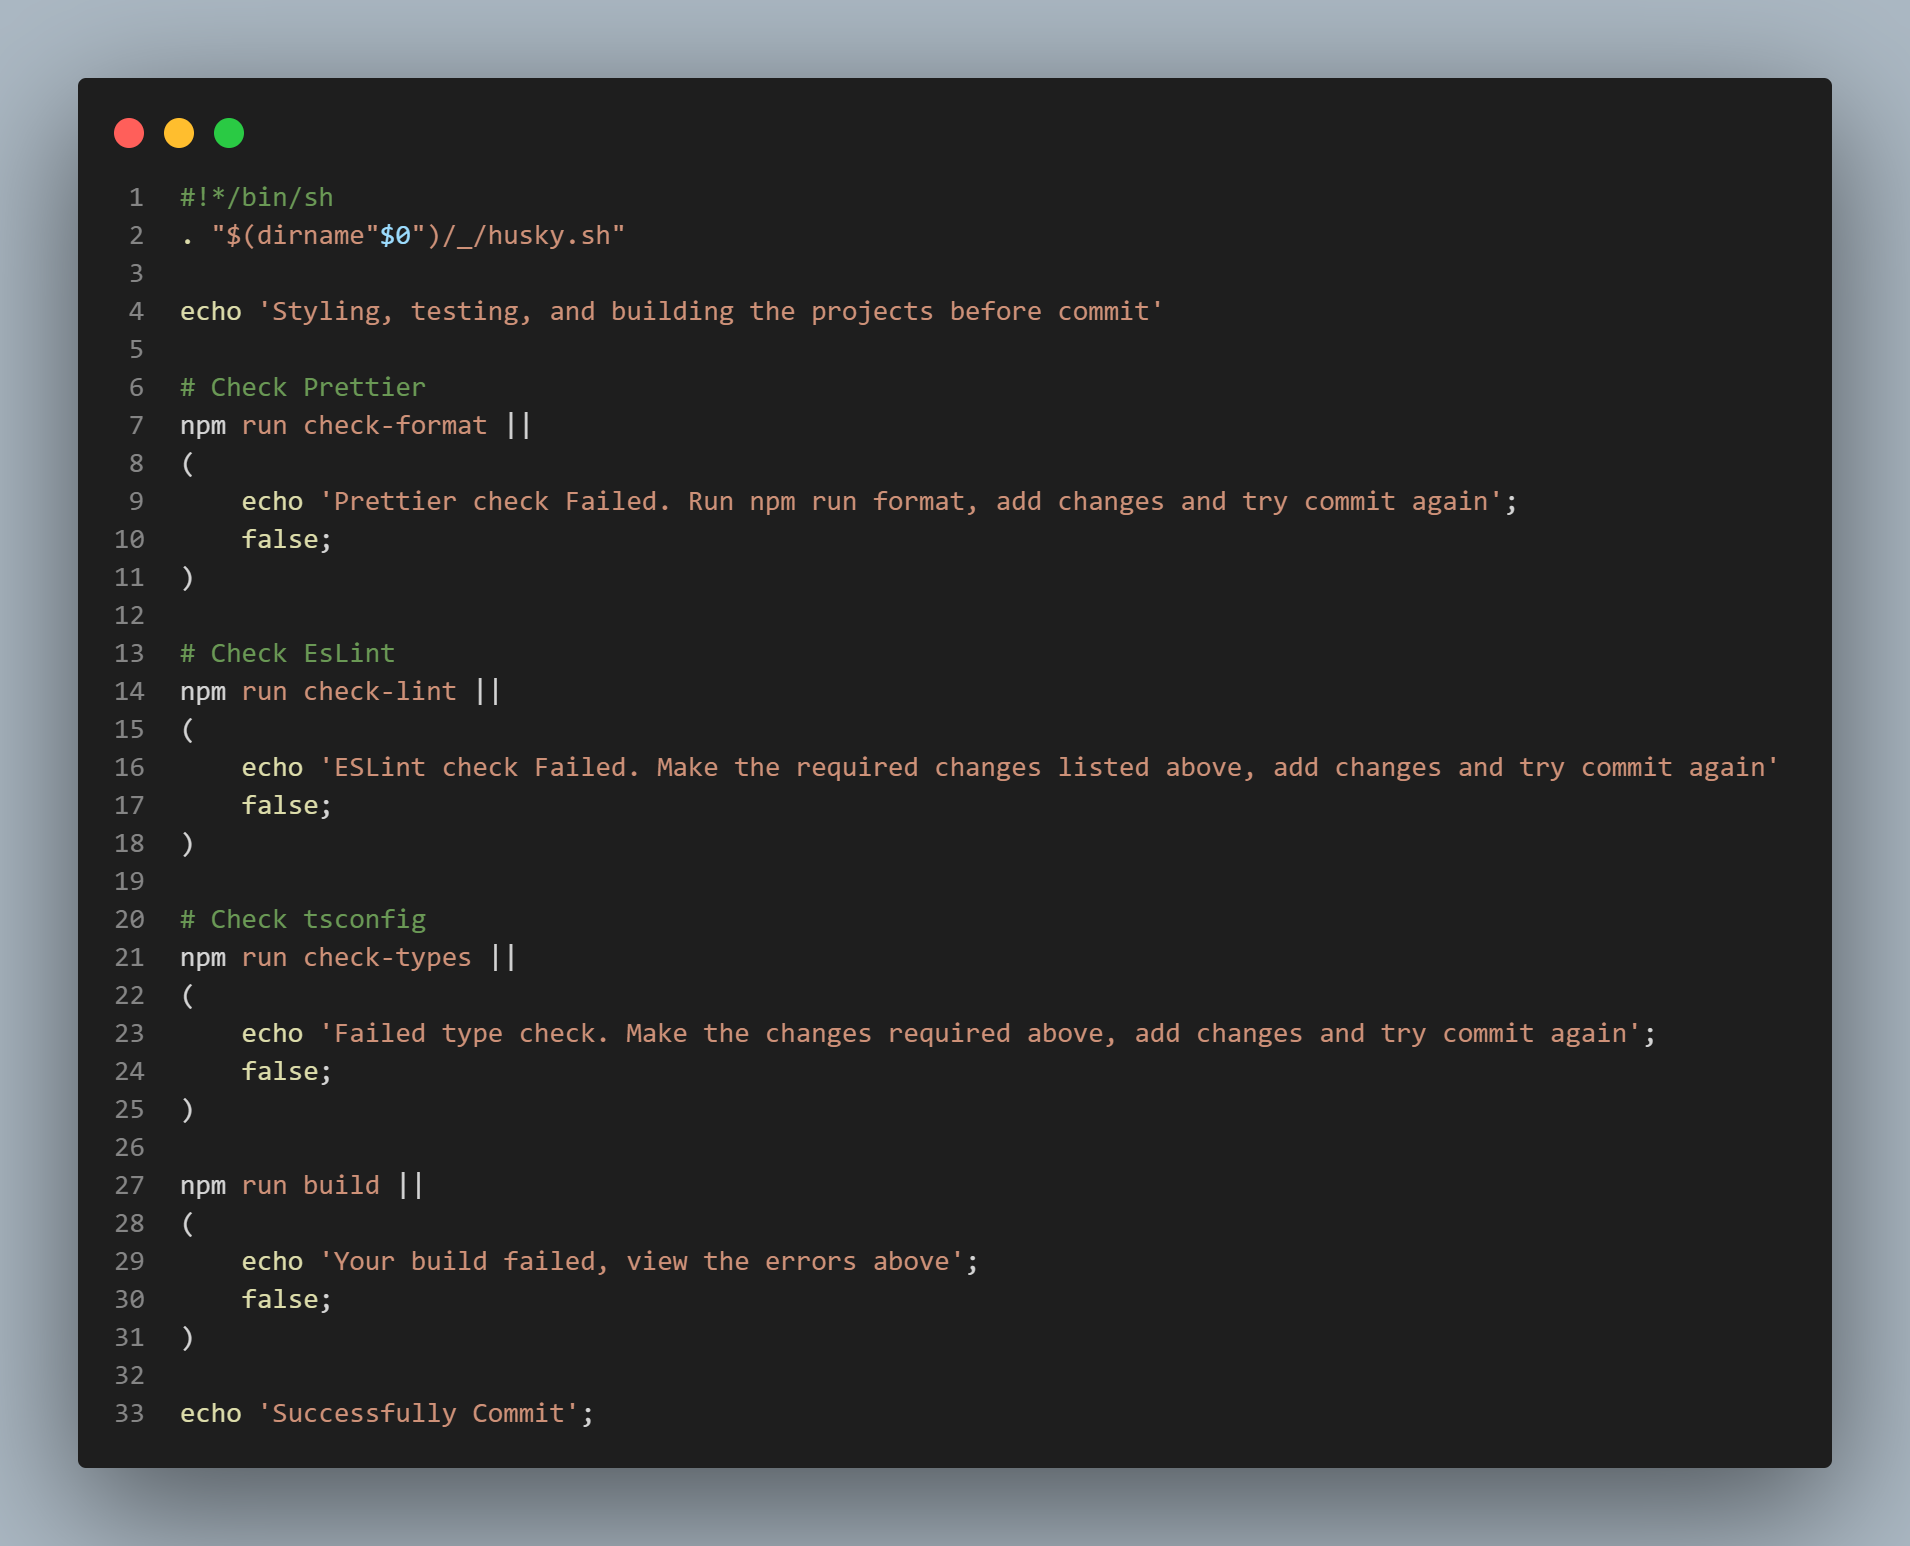 1 #!*/bin/sh
2 . "$(dirname"$0")/_/husky.sh"
3
4 echo 'Styling, testing, and building the projects before commit'
5
6 # Check Prettier
7 npm run check-format ||
8 (
9     echo 'Prettier check Failed. Run npm run format, add changes and try commit again';
10     false;
11 )
12
13 # Check EsLint
14 npm run check-lint ||
15 (
16     echo 'ESLint check Failed. Make the required changes listed above, add changes and try commit again'
17     false;
18 )
19
20 # Check tsconfig
21 npm run check-types ||
22 (
23     echo 'Failed type check. Make the changes required above, add changes and try commit again';
24     false;
25 )
26
27 npm run build ||
28 (
29     echo 'Your build failed, view the errors above';
30     false;
31 )
32
33 echo 'Successfully Commit';